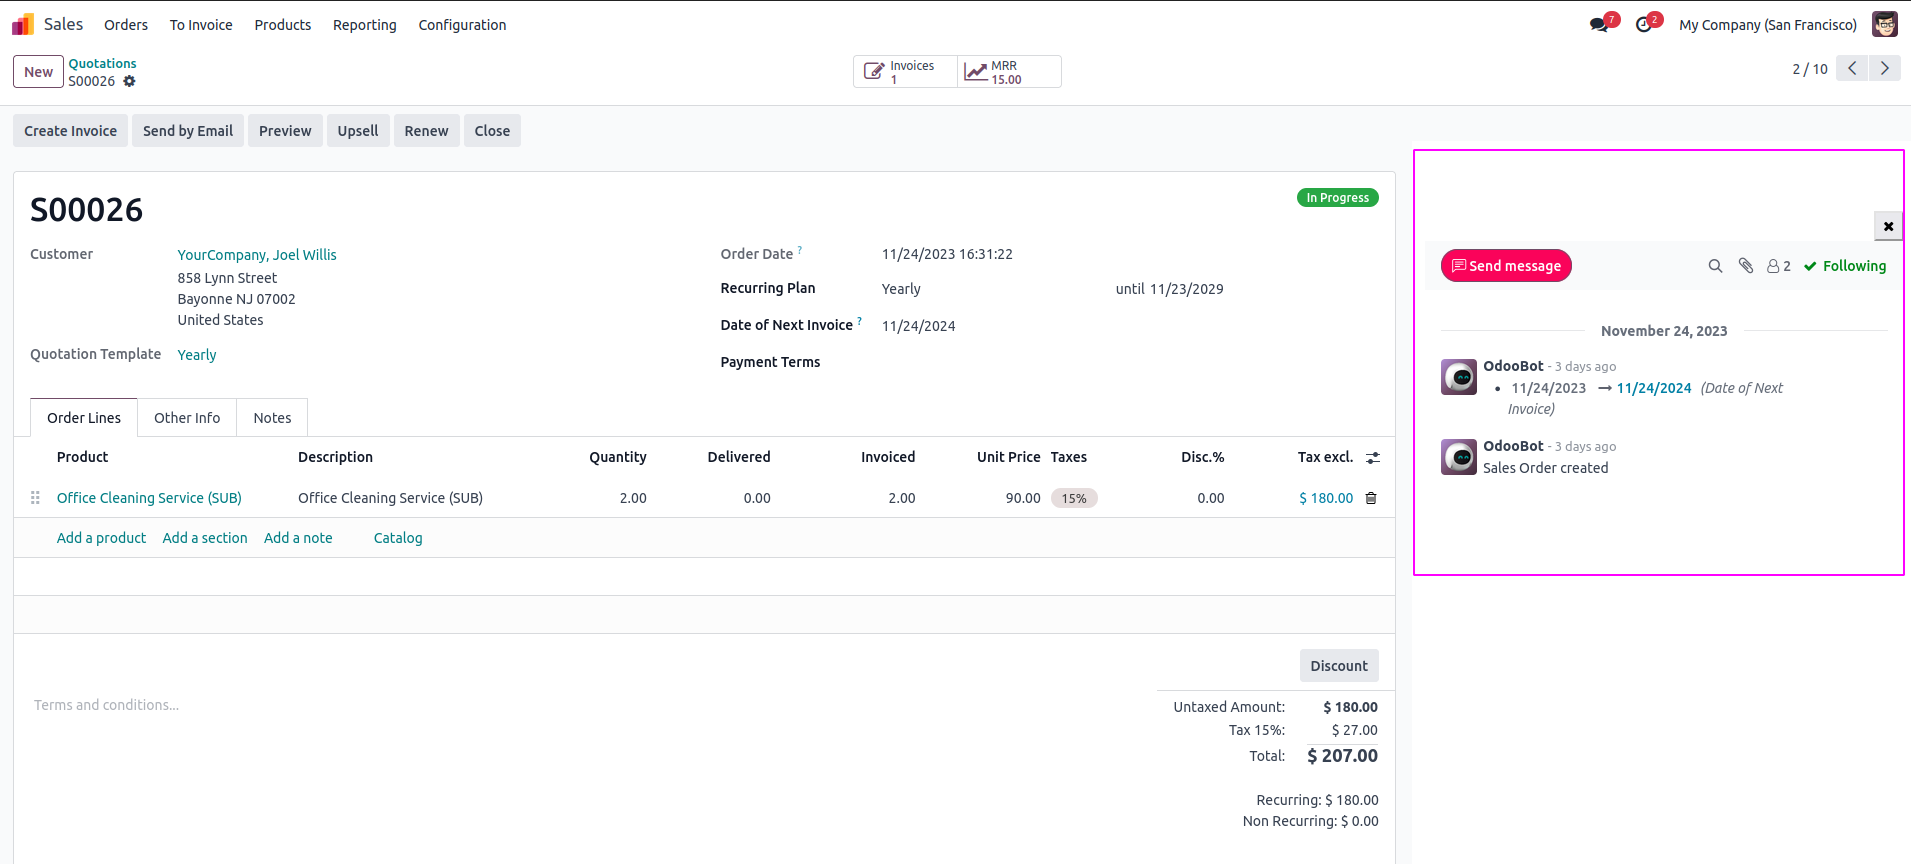 Sales Orders To Invoice Products Reporting Configuration 7 2 My Company (San Francisco)
New Quotations
S00026
Invoices
1
MRR
15.00
2 / 10
Create Invoice Send by Email Preview Upsell Renew Close
S00026
In Progress
Customer YourCompany, Joel Willis
858 Lynn Street
Bayonne NJ 07002
United States
Quotation Template Yearly
Order Date ? 11/24/2023 16:31:22
Recurring Plan Yearly until 11/23/2029
Date of Next Invoice ? 11/24/2024
Payment Terms
Order Lines Other Info Notes
Product Description Quantity Delivered Invoiced Unit Price Taxes Disc.% Tax excl.
Office Cleaning Service (SUB) Office Cleaning Service (SUB) 2.00 0.00 2.00 90.00 15% 0.00 $ 180.00
Add a product Add a section Add a note Catalog
Discount
Terms and conditions...
Untaxed Amount: $ 180.00
Tax 15%: $ 27.00
Total: $ 207.00
Recurring: $ 180.00
Non Recurring: $ 0.00
Send message 2 Following
November 24, 2023
OdooBot - 3 days ago
• 11/24/2023 → 11/24/2024 (Date of Next
Invoice)
OdooBot - 3 days ago
Sales Order created